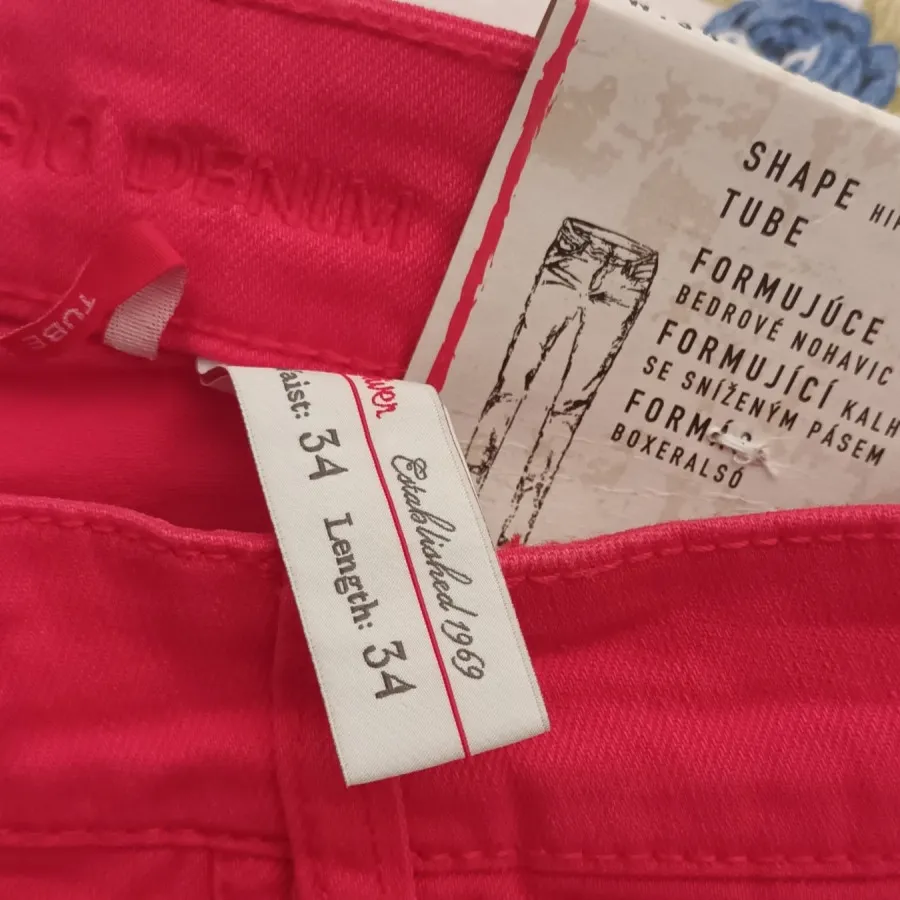 DENIM
TUBE
Waist: 34 Length: 34
Established 1969
SHAPE HIP
TUBE
FORMUJÚCE
BEDROVÉ NOHAVIC
FORMUJÍCÍ KALH
SE SNÍŽENÝM PÁSEM
BOXERALSÓ